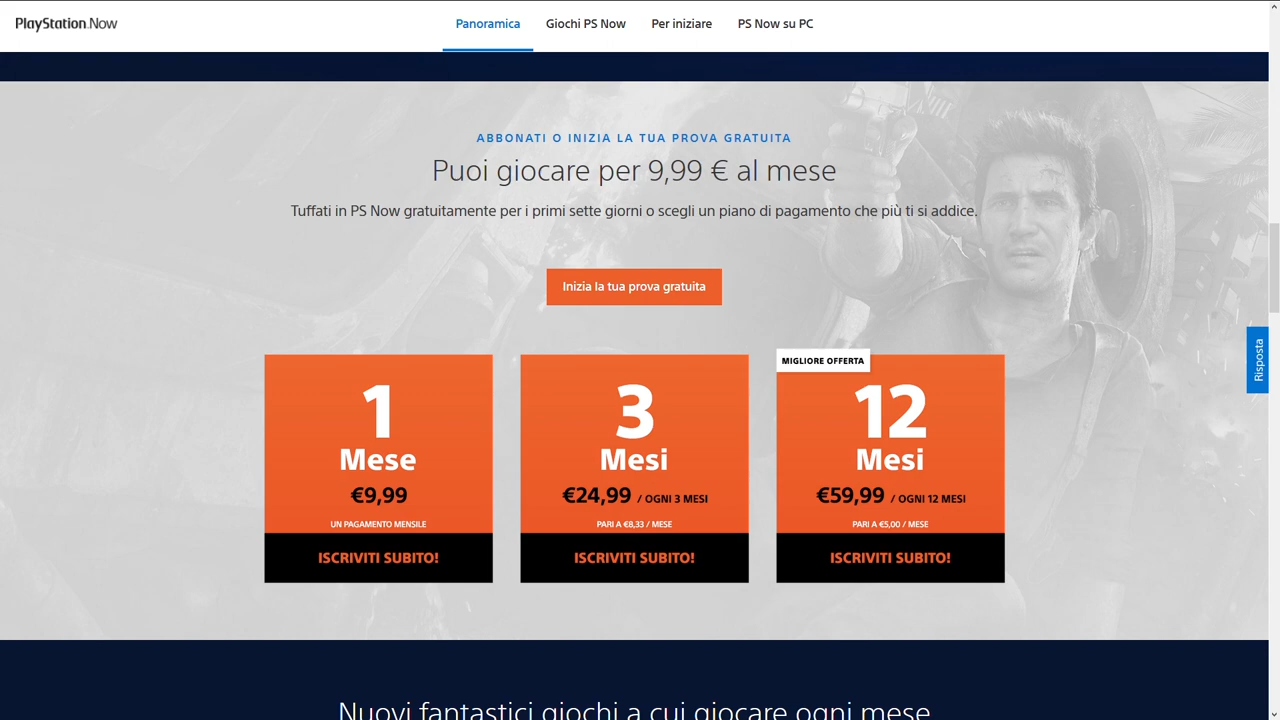 PlayStation.Now
Panoramica
Giochi PS Now
Per iniziare
PS Now su PC
ABBONATI O INIZIA LA TUA PROVA GRATUITA
Puoi giocare per 9,99 € al mese
Tuffati in PS Now gratuitamente per i primi sette giorni o scegli un piano di pagamento che più ti si addice.
Inizia la tua prova gratuita
Risposta
1
Mese
€9,99
UN PAGAMENTO MENSILE
ISCRIVITI SUBITO!
3
Mesi
€24,99 / OGNI 3 MESI
PARI A €8,33 / MESE
ISCRIVITI SUBITO!
MIGLIORE OFFERTA
12
Mesi
€59,99 / OGNI 12 MESI
PARI A €5,00 / MESE
ISCRIVITI SUBITO!
Nuovi fantastici giochi a cui giocare ogni mese